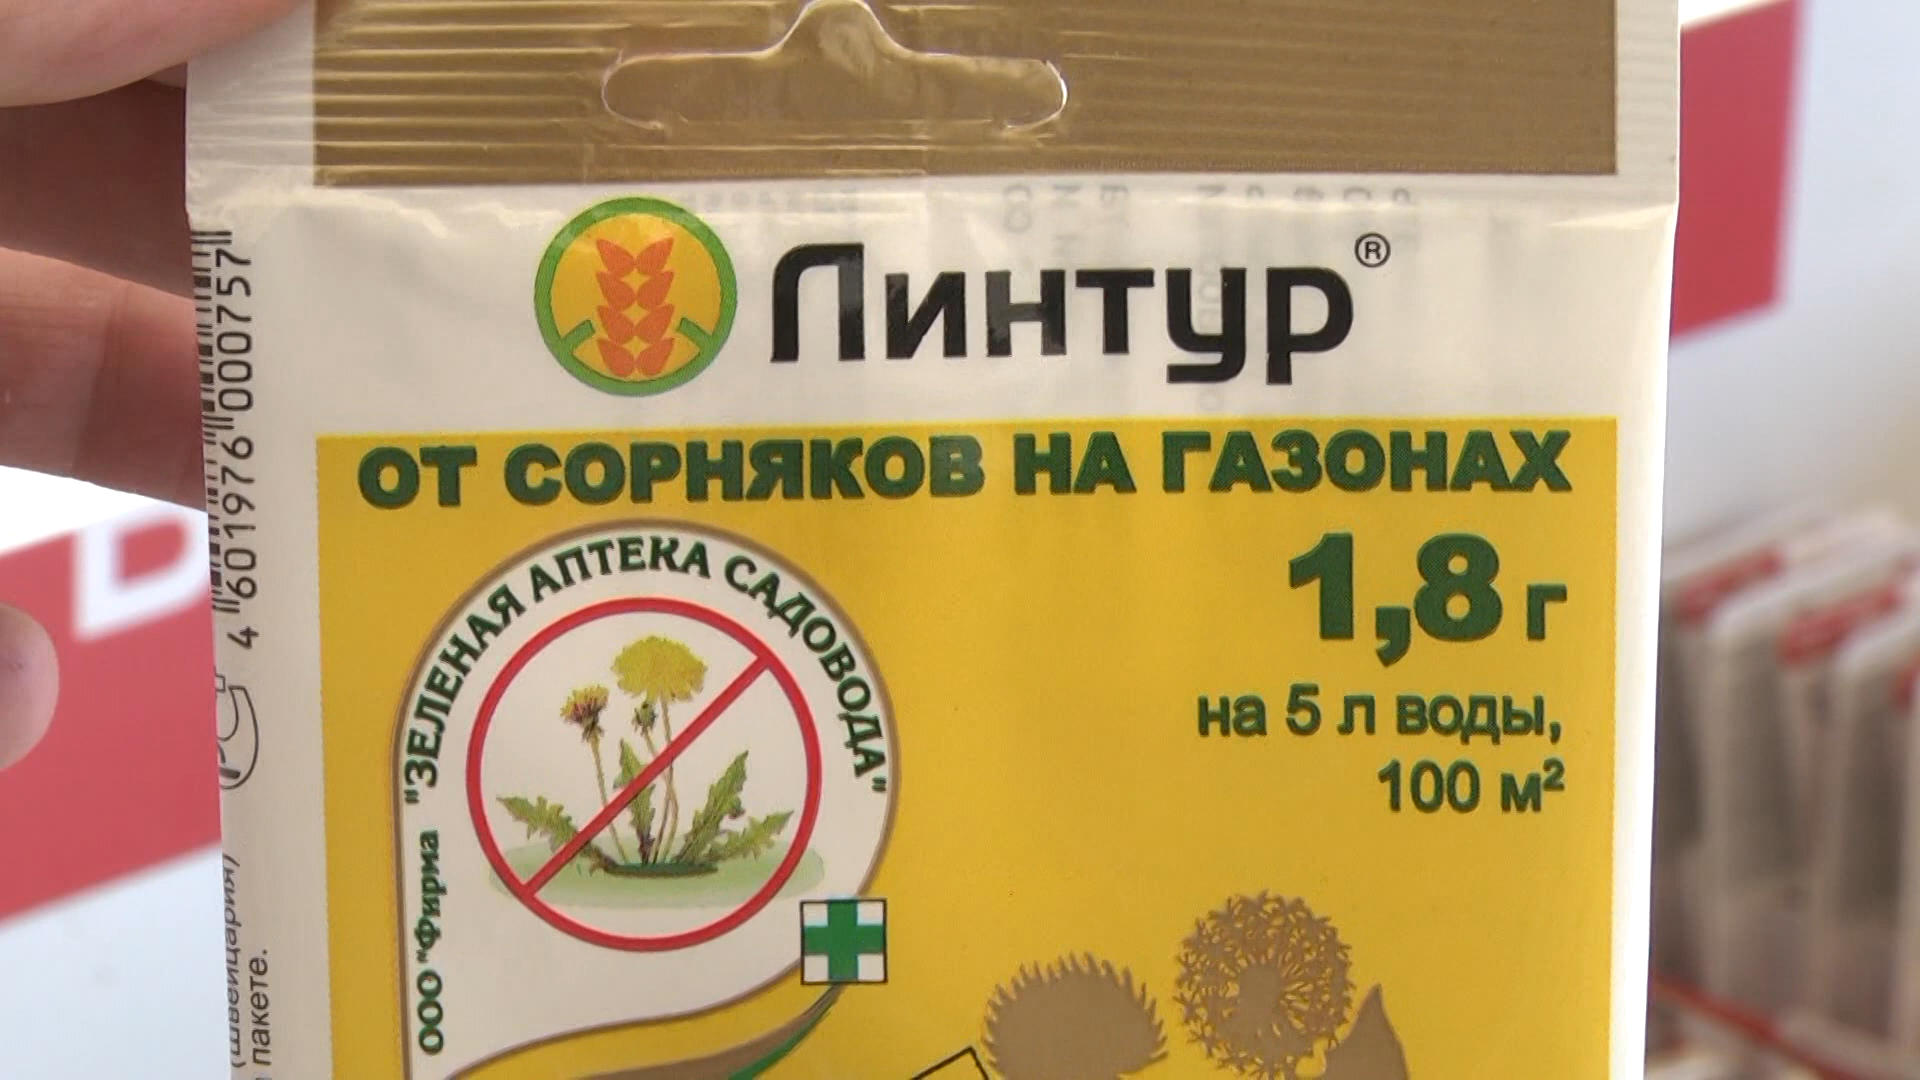 Линтур®
ОТ СОРНЯКОВ НА ГАЗОНАХ
1,8 г
на 5 л воды,
100 м²
ООО "Фирма "ЗЕЛЕНАЯ АПТЕКА САДОВОДА"
4 601976 000757
(Швейцария)
пакете.